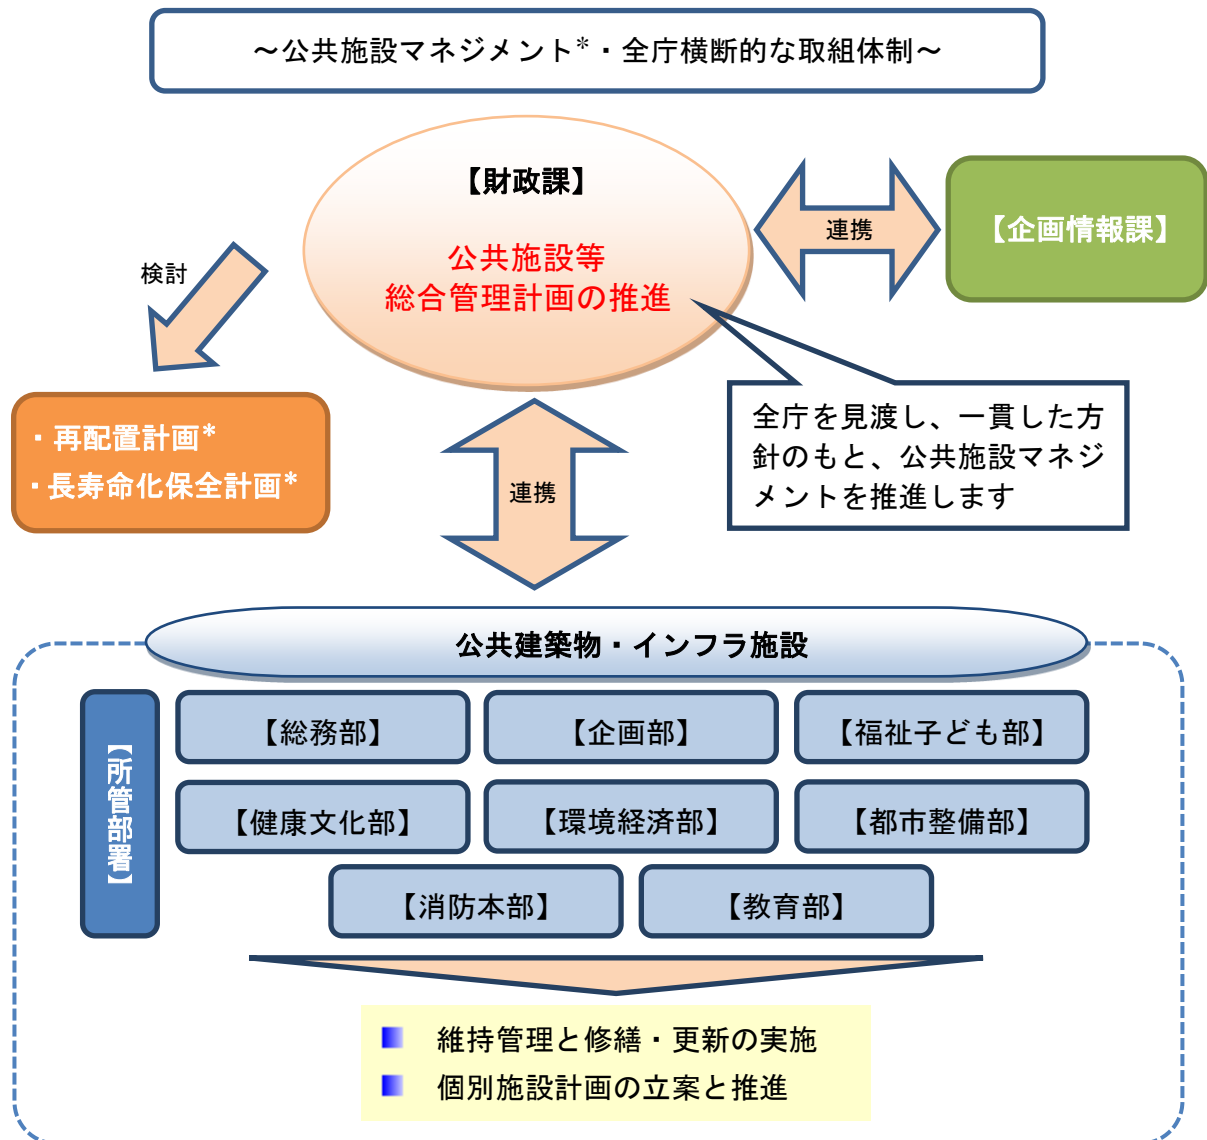 ～公共施設マネジメント*・全庁横断的な取組体制～
【財政課】
公共施設等
総合管理計画の推進
連携
【企画情報課】
検討
・再配置計画*
・長寿命化保全計画*
全庁を見渡し、一貫した方
針のもと、公共施設マネジ
メントを推進します
連携
公共建築物・インフラ施設
【所管部署】
【総務部】
【企画部】
【福祉子ども部】
【健康文化部】
【環境経済部】
【都市整備部】
【消防本部】
【教育部】
維持管理と修繕・更新の実施
個別施設計画の立案と推進